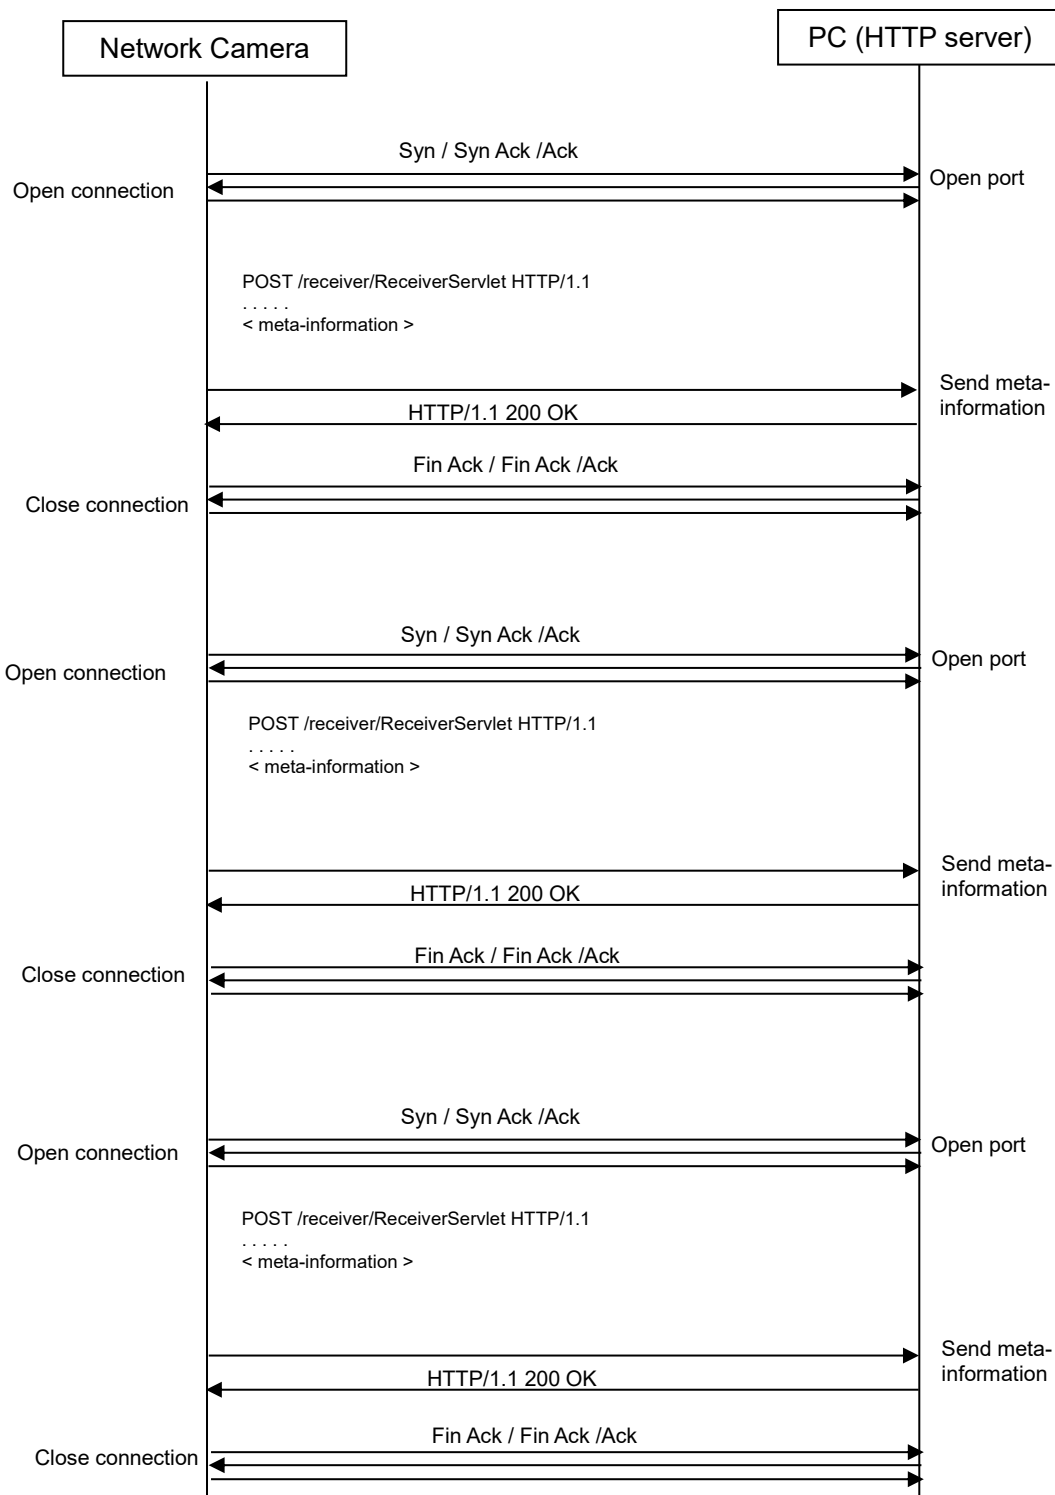 Network Camera
PC (HTTP server)
Syn / Syn Ack /Ack
Open connection
Open port
POST /receiver/ReceiverServlet HTTP/1.1
. . . . .
< meta-information >
Send meta-
information
HTTP/1.1 200 OK
Fin Ack / Fin Ack /Ack
Close connection
Syn / Syn Ack /Ack
Open connection
Open port
POST /receiver/ReceiverServlet HTTP/1.1
. . . . .
< meta-information >
Send meta-
information
HTTP/1.1 200 OK
Fin Ack / Fin Ack /Ack
Close connection
Syn / Syn Ack /Ack
Open connection
Open port
POST /receiver/ReceiverServlet HTTP/1.1
. . . . .
< meta-information >
Send meta-
information
HTTP/1.1 200 OK
Fin Ack / Fin Ack /Ack
Close connection